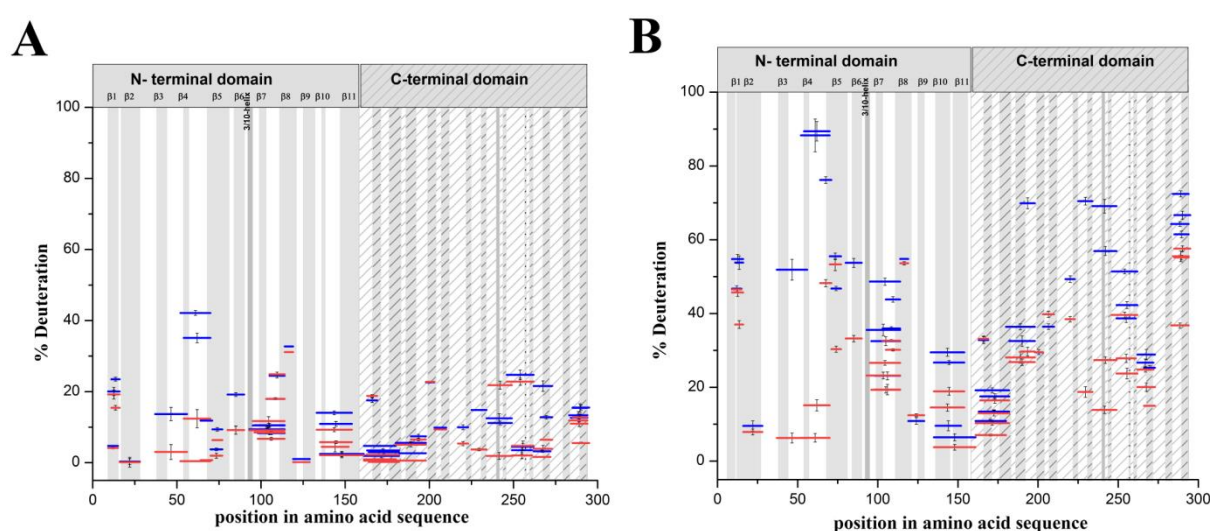 A
N- terminal domain
C-terminal domain
β1 β2 β3 β4 β5 β6 3/10-helix β7 β8 β9 β10 β11
% Deuteration
100
80
60
40
20
0
0 50 100 150 200 250 300
position in amino acid sequence
B
N- terminal domain
C-terminal domain
β1 β2 β3 β4 β5 β6 3/10-helix β7 β8 β9 β10 β11
% Deuteration
100
80
60
40
20
0
0 50 100 150 200 250 300
position in amino acid sequence